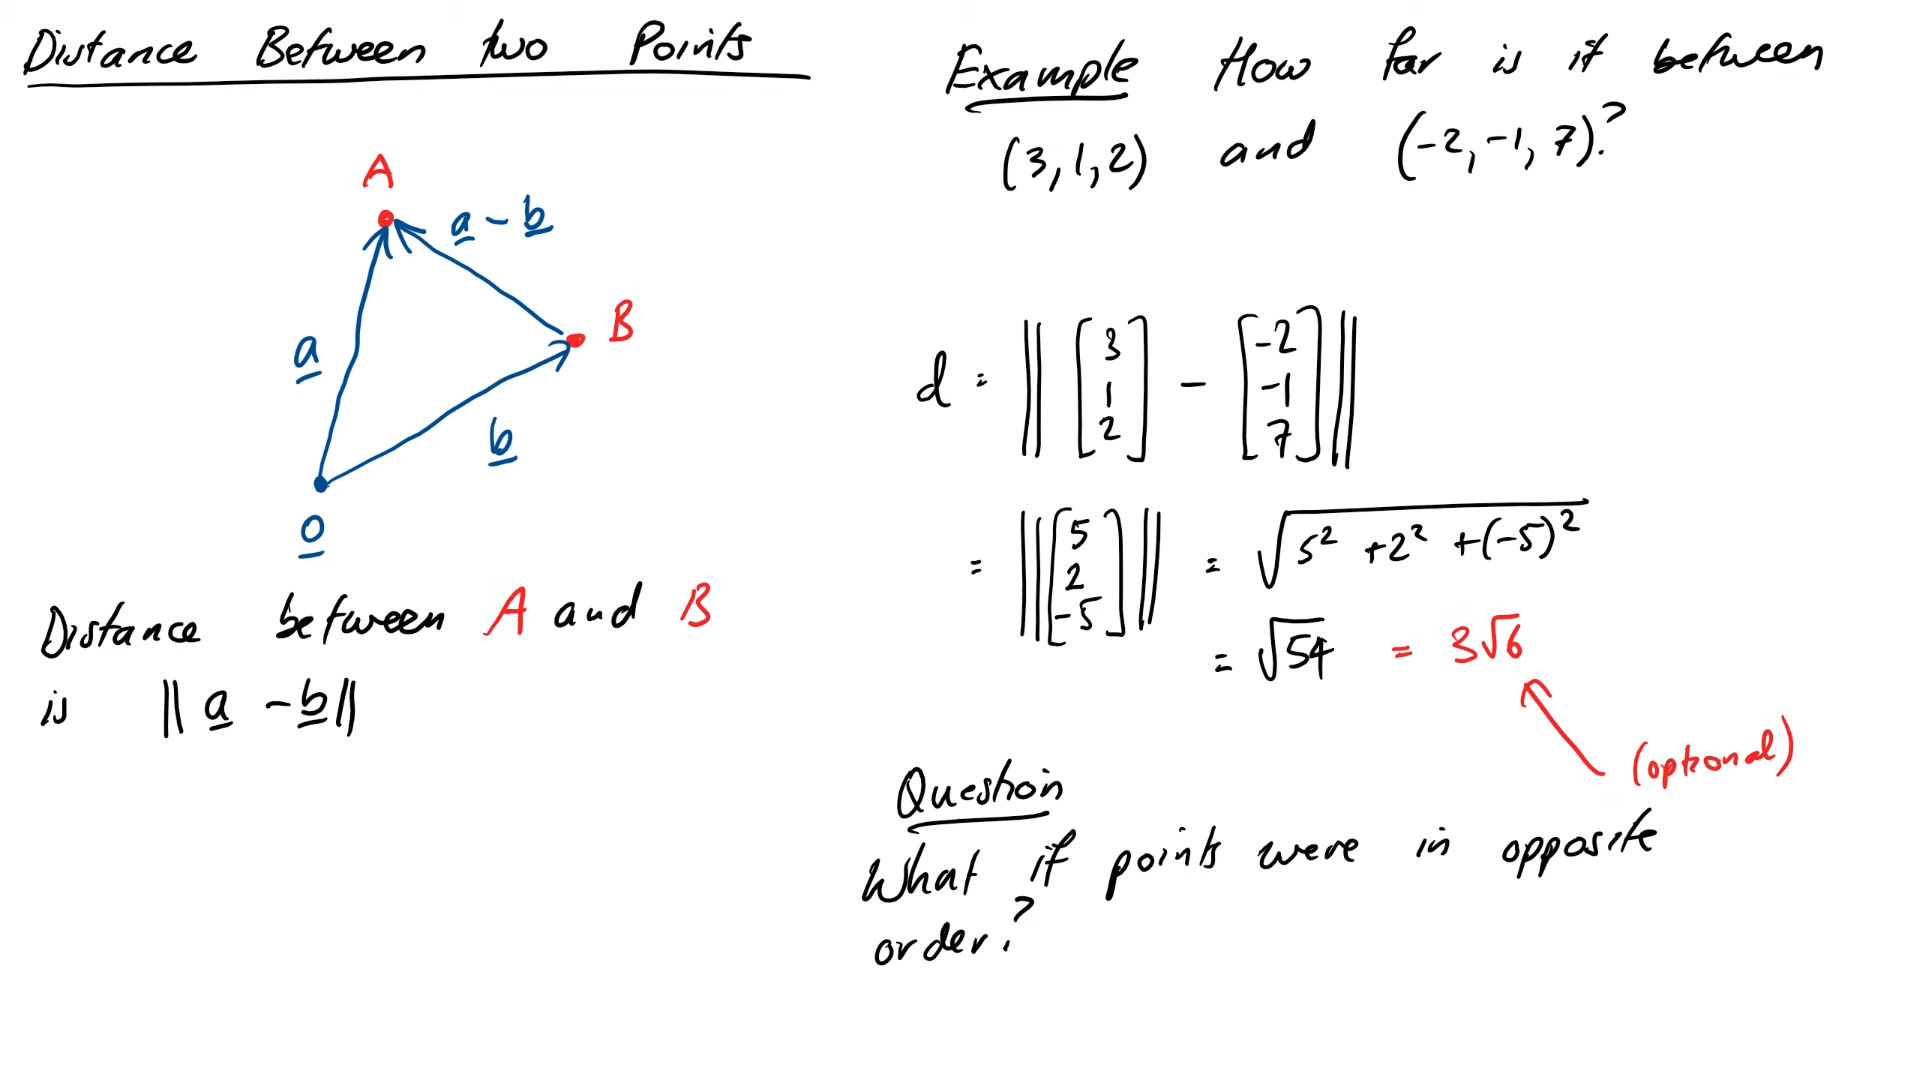 Distance Between two Points
A
a - b
B
a
b
0
Distance between A and B
is || a - b ||
Example How far is it between
(3, 1, 2) and (-2, -1, 7)?
d = || [3 1 2] - [-2 -1 7] ||
= || [5 2 -5] || = √(5² + 2² + (-5)²)
= √54 = 3√6
(optional)
Question
What if points were in opposite
order?